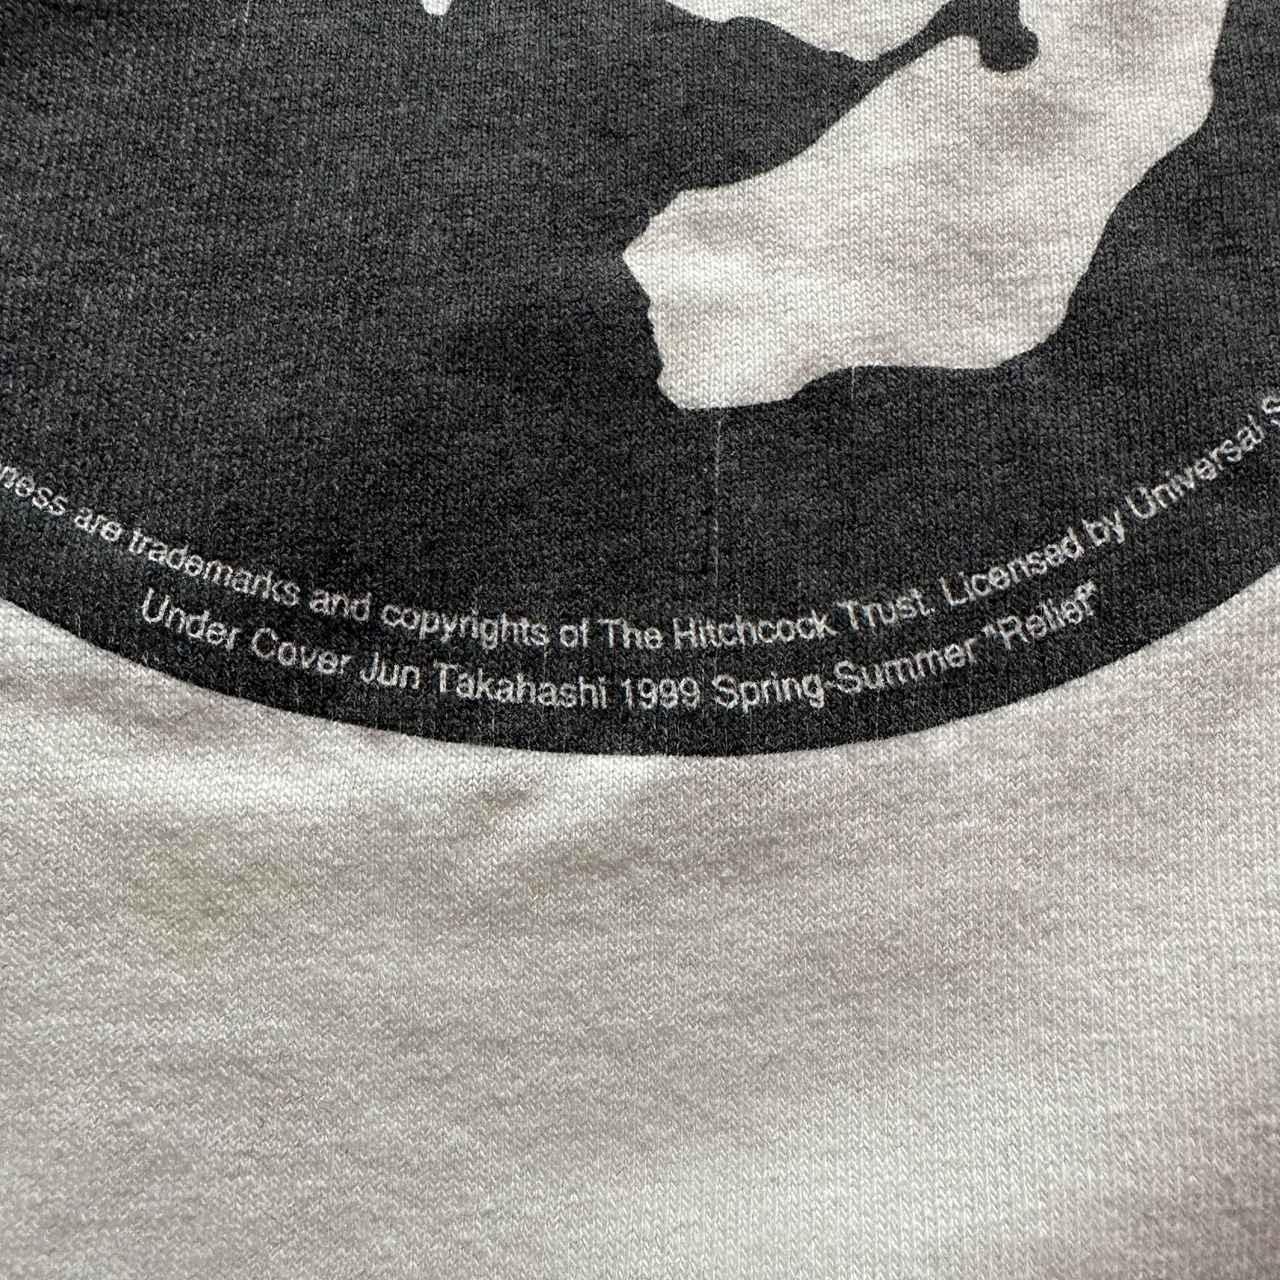 ness are trademarks and copyrights of The Hitchcock Trust. Licensed by Universal S
Under Cover Jun Takahashi 1999 Spring-Summer "Relief"